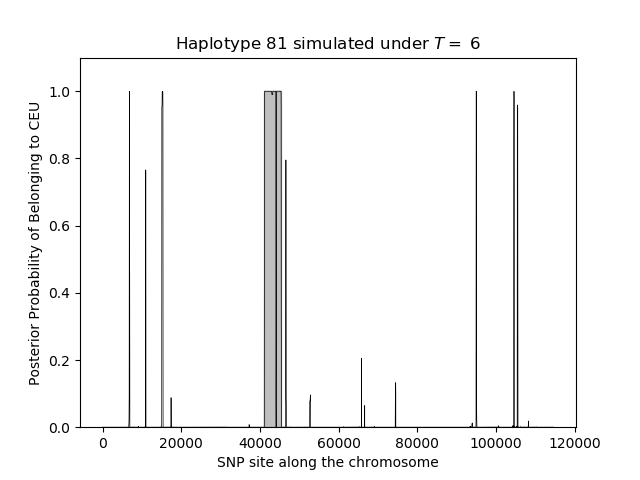 Haplotype 81 simulated under T = 6
Posterior Probability of Belonging to CEU
1.0
0.8
0.6
0.4
0.2
0.0
0 20000 40000 60000 80000 100000 120000
SNP site along the chromosome